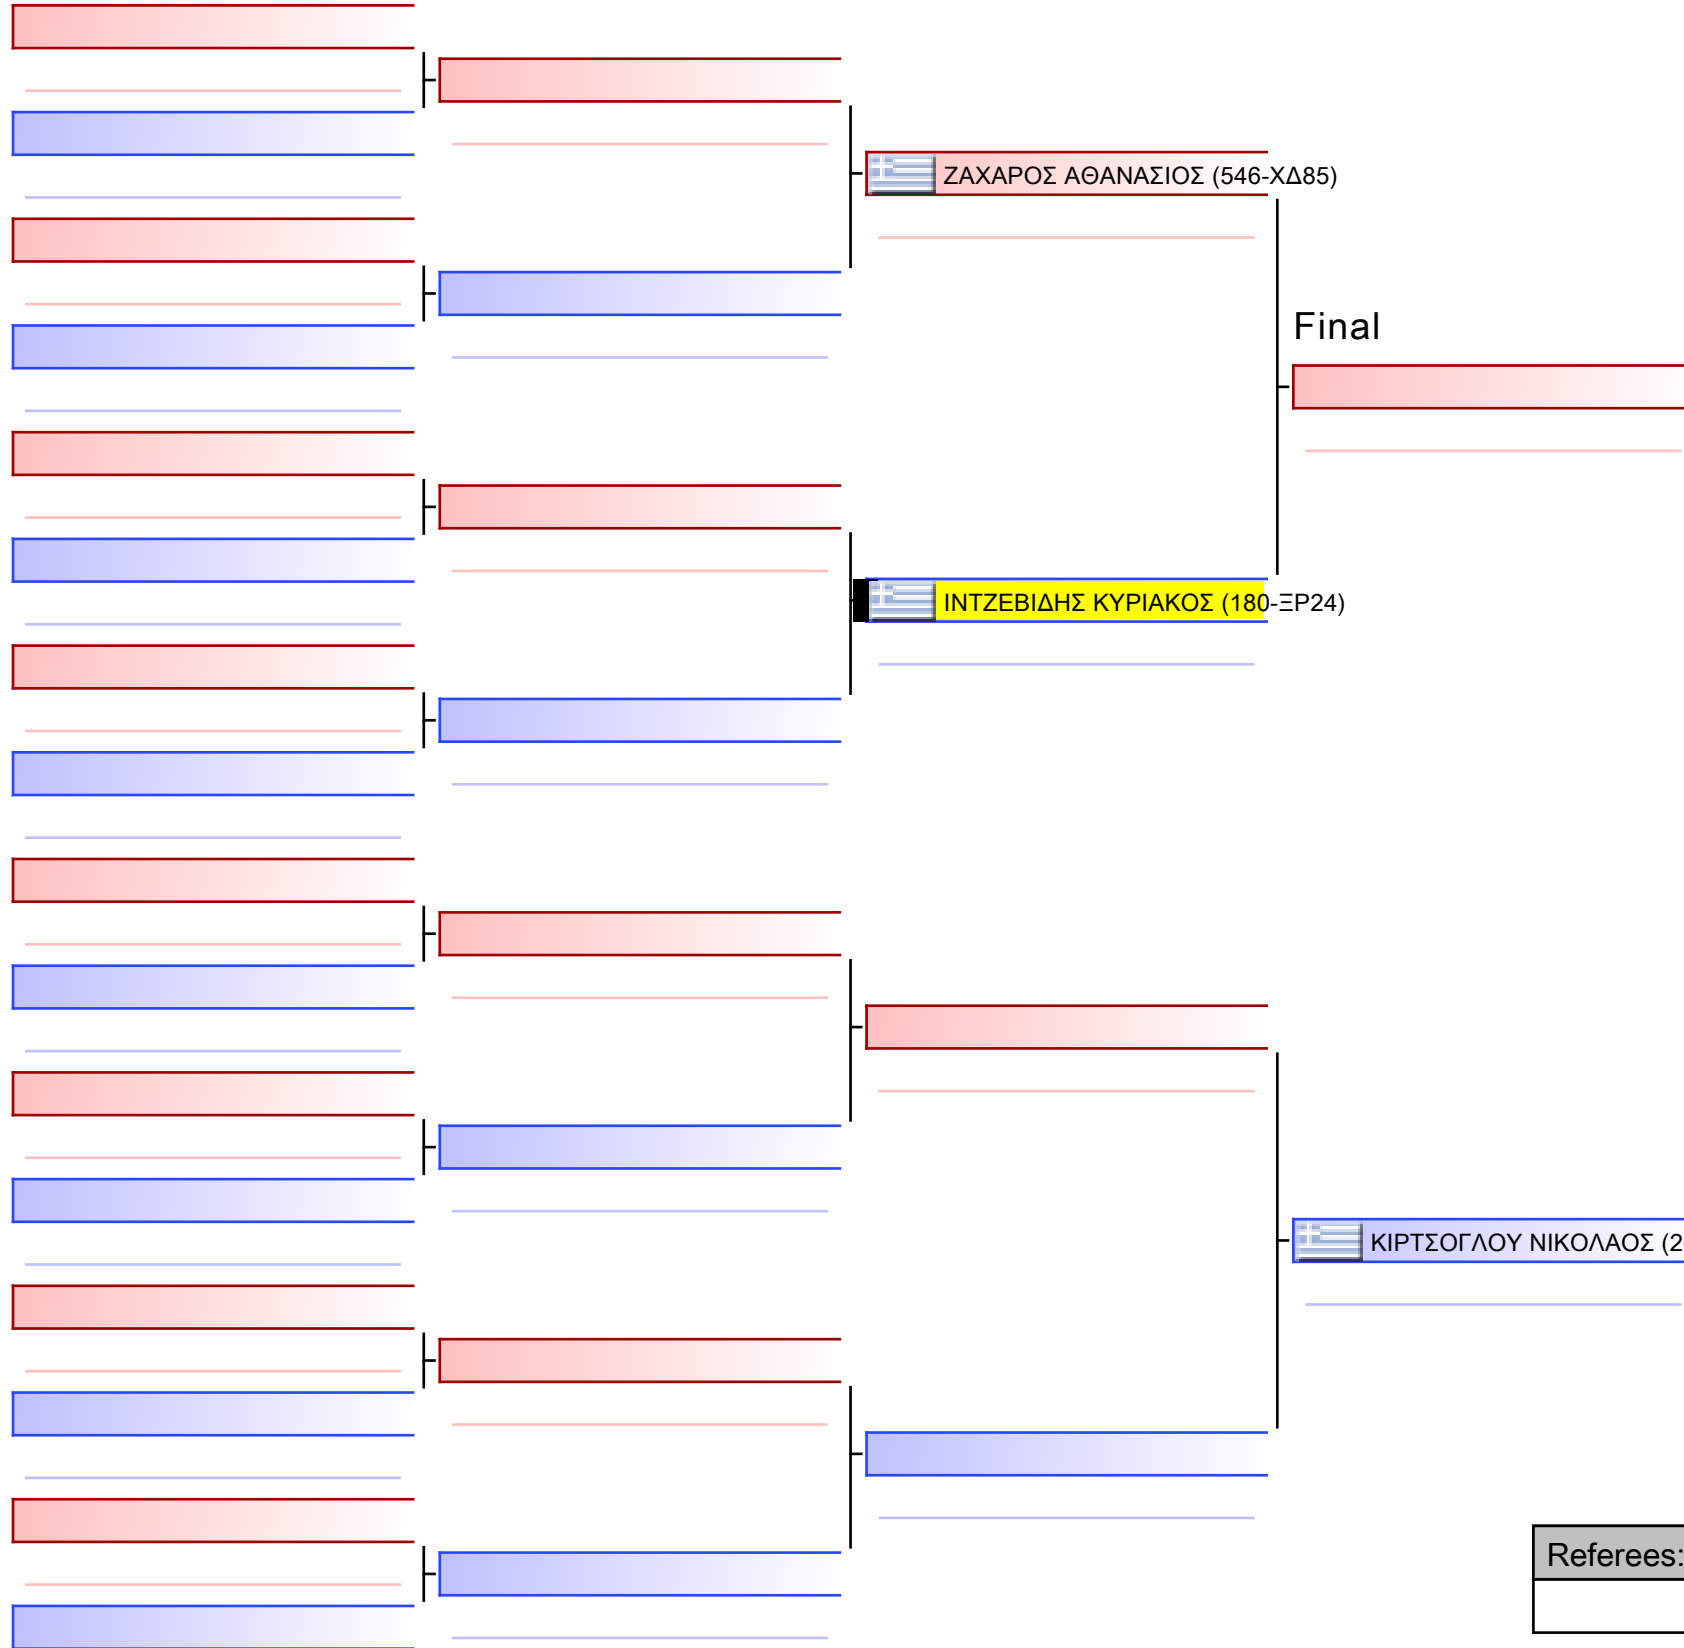 ΖΑΧΑΡΟΣ ΑΘΑΝΑΣΙΟΣ (546-ΧΔ85)
Final
ΙΝΤΖΕΒΙΔΗΣ ΚΥΡΙΑΚΟΣ (180-ΞΡ24)
ΚΙΡΤΣΟΓΛΟΥ ΝΙΚΟΛΑΟΣ
Referees: